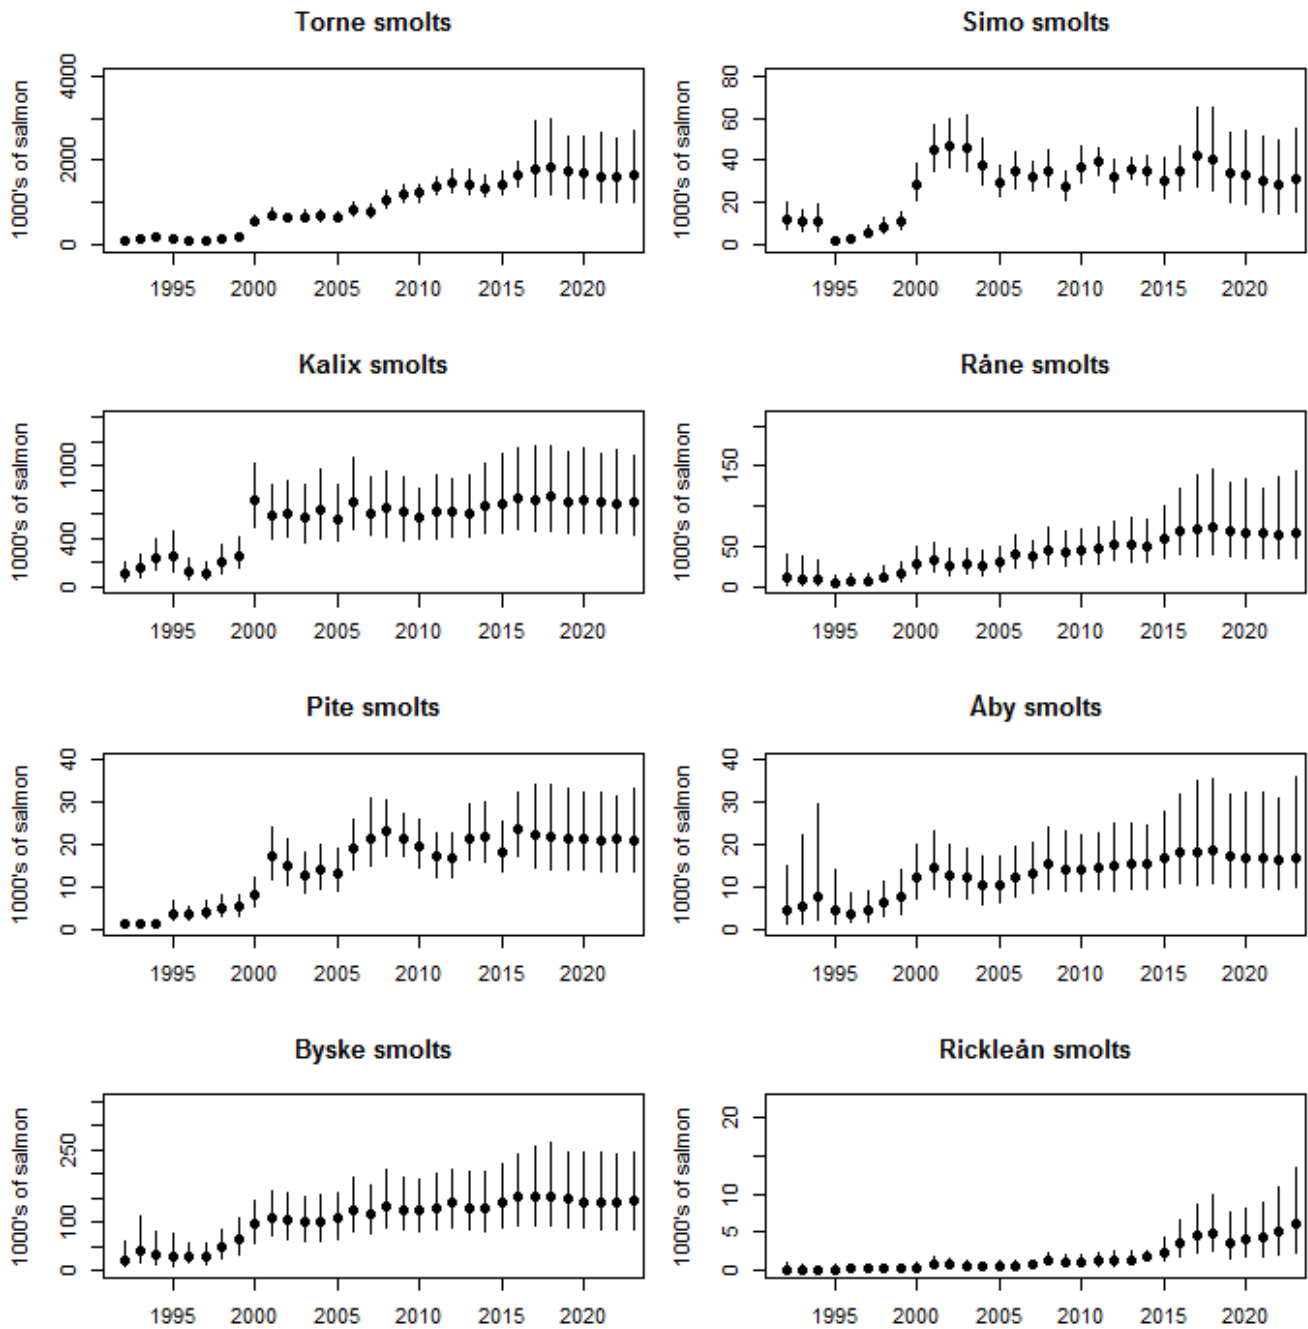 Torne smolts
1000's of salmon
0
2000
4000
1995 2000 2005 2010 2015 2020
Simo smolts
1000's of salmon
0 20 40 60 80
1995 2000 2005 2010 2015 2020
Kalix smolts
1000's of salmon
0 400 1000
1995 2000 2005 2010 2015 2020
Råne smolts
1000's of salmon
0 50 150
1995 2000 2005 2010 2015 2020
Pite smolts
1000's of salmon
0 10 20 30 40
1995 2000 2005 2010 2015 2020
Åby smolts
1000's of salmon
0 10 20 30 40
1995 2000 2005 2010 2015 2020
Byske smolts
1000's of salmon
0 100 250
1995 2000 2005 2010 2015 2020
Rickleån smolts
1000's of salmon
0 5 10 20
1995 2000 2005 2010 2015 2020